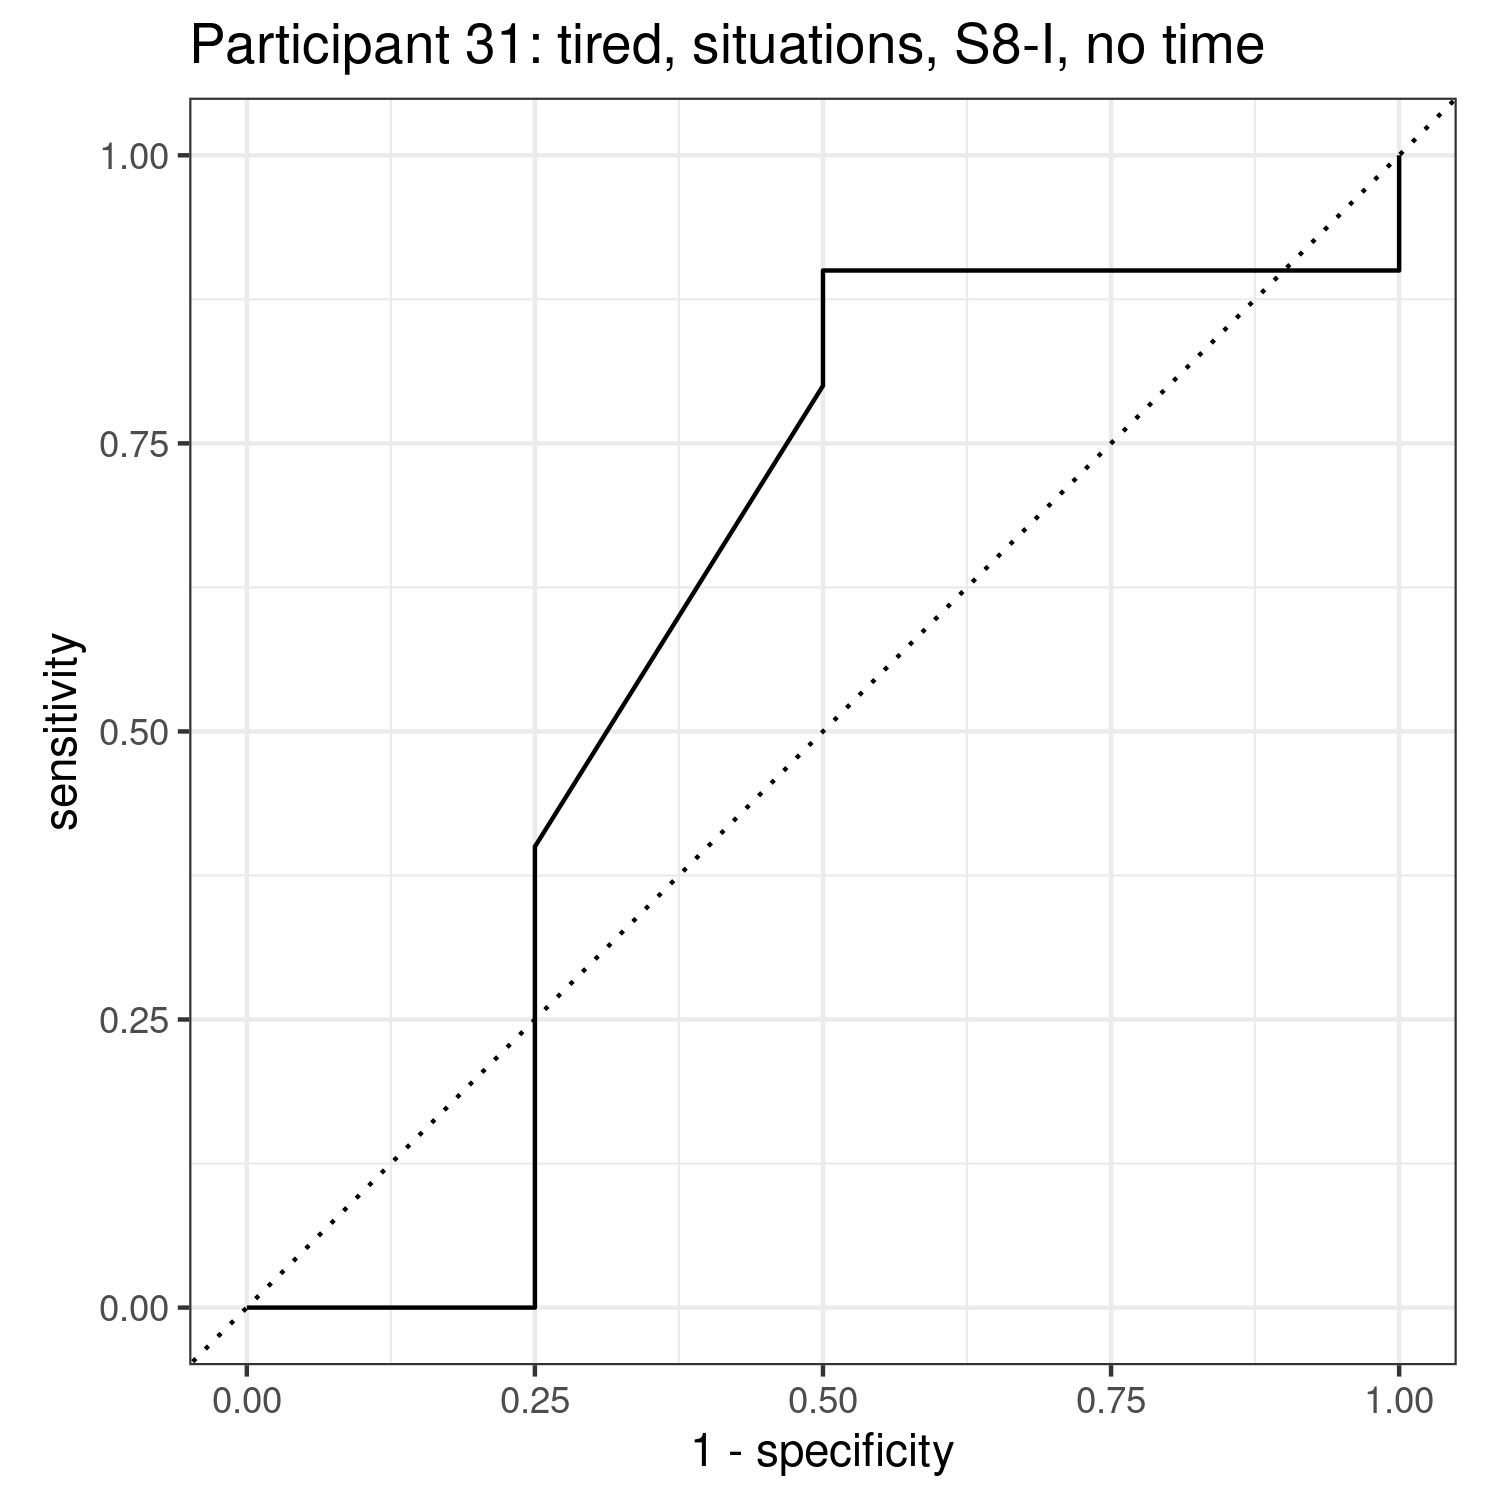 Participant 31: tired, situations, S8-I, no time
1.00
0.75
0.50
0.25
0.00
sensitivity
0.00 0.25 0.50 0.75 1.00
1 - specificity